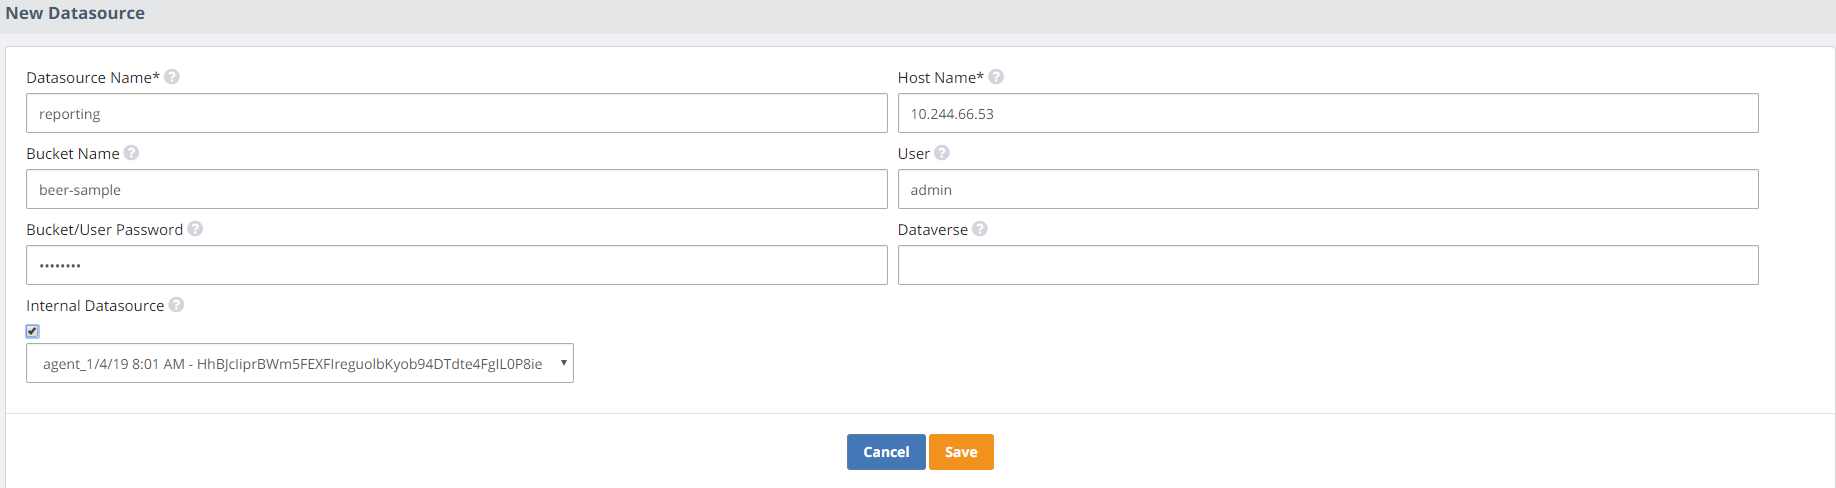 New Datasource
Datasource Name* ?
Host Name* ?
reporting
10.244.66.53
Bucket Name ?
User ?
beer-sample
admin
Bucket/User Password ?
Dataverse ?
••••••••
Internal Datasource ?
agent_1/4/19 8:01 AM - HhBJcIiprBWm5FEXFIreguolbKyob94DTdte4FgIL0P8ie
Cancel
Save